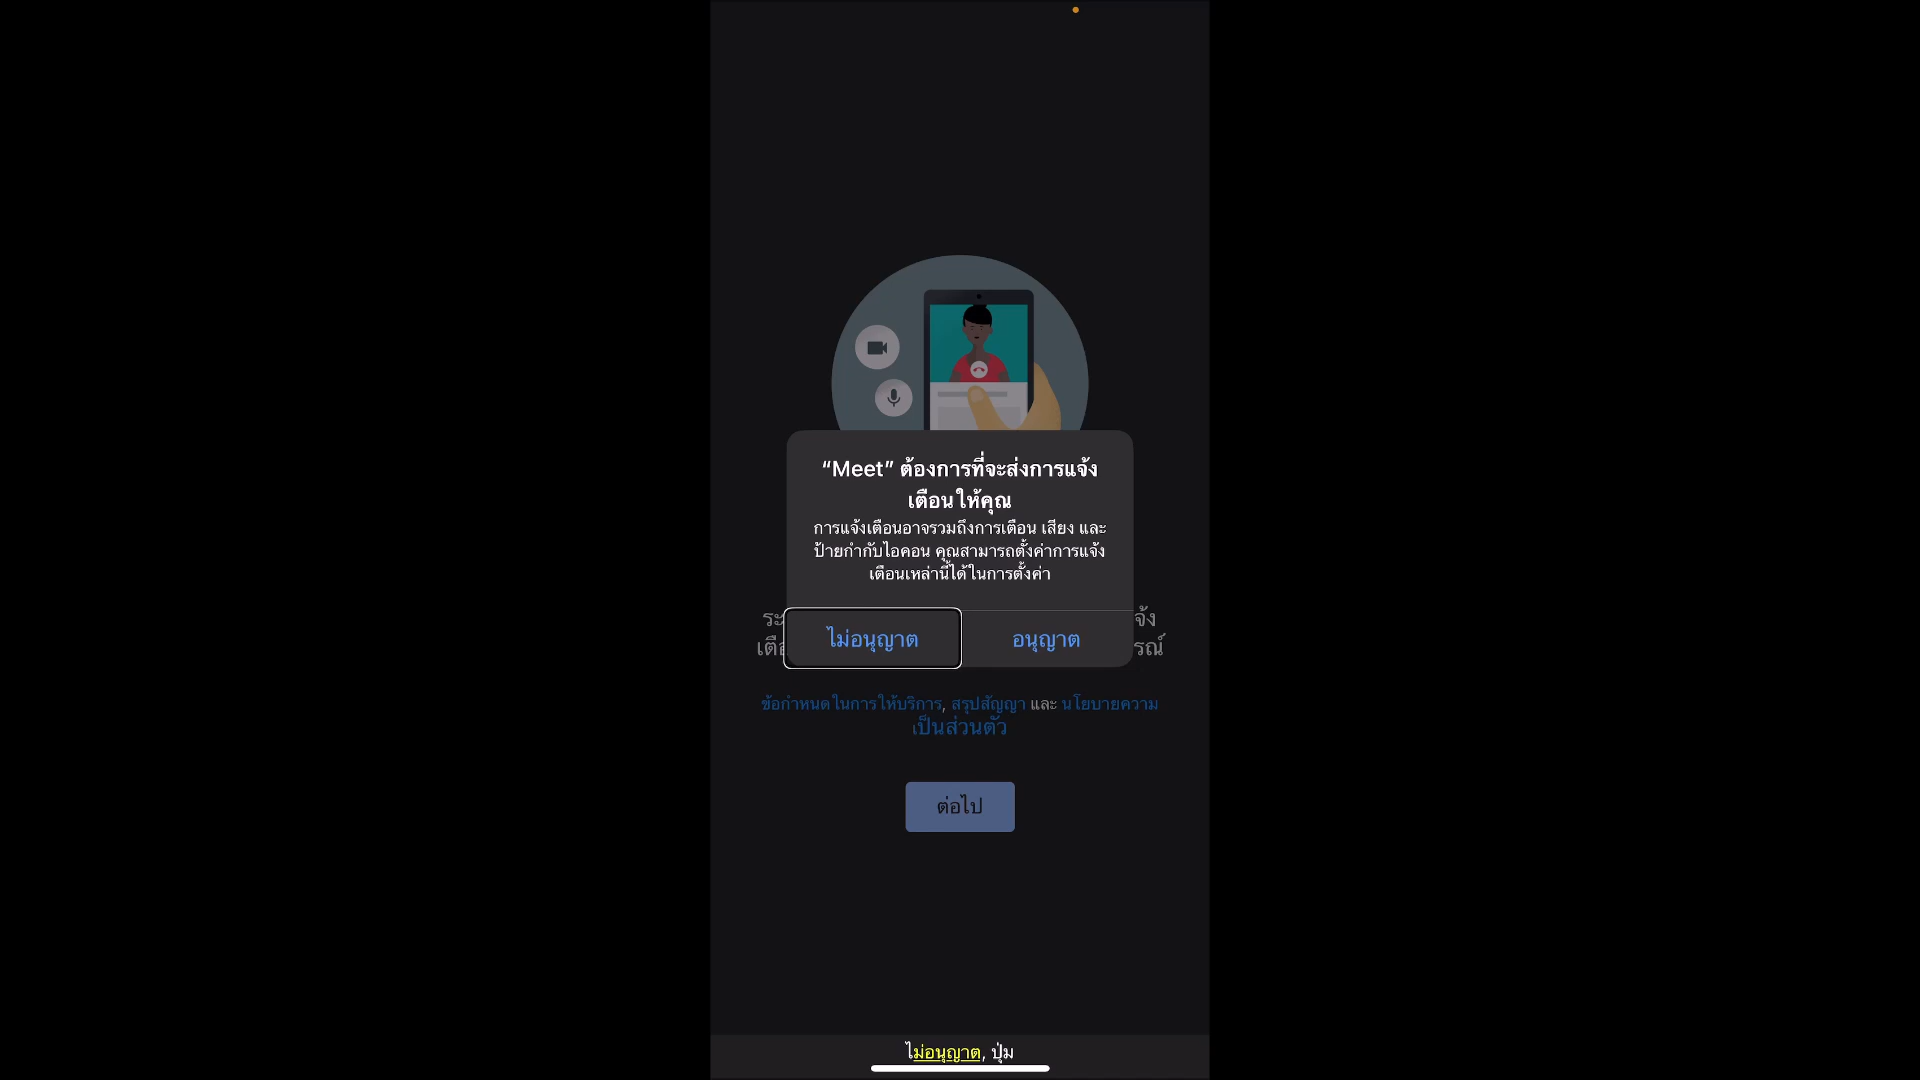 “Meet” ต้องการที่จะส่งการแจ้ง
เตือนให้คุณ
การแจ้งเตือนอาจรวมถึงการเตือน เสียง และ
ป้ายกำกับไอคอน คุณสามารถตั้งค่าการแจ้ง
เตือนเหล่านี้ได้ในการตั้งค่า
ไม่อนุญาต
อนุญาต
ข้อกำหนดในการให้บริการ, สรุปสัญญา และ นโยบายความ
เป็นส่วนตัว
ต่อไป
ไม่อนุญาต, ปุ่ม